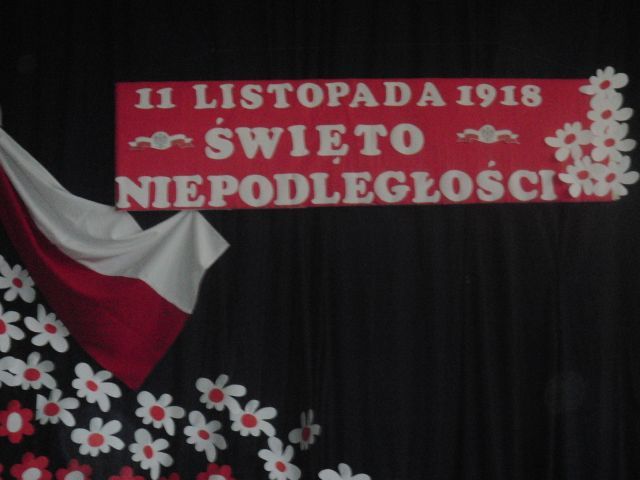 11 LISTOPADA 1918
ŚWIĘTO
NIEPODLEGŁOŚCI